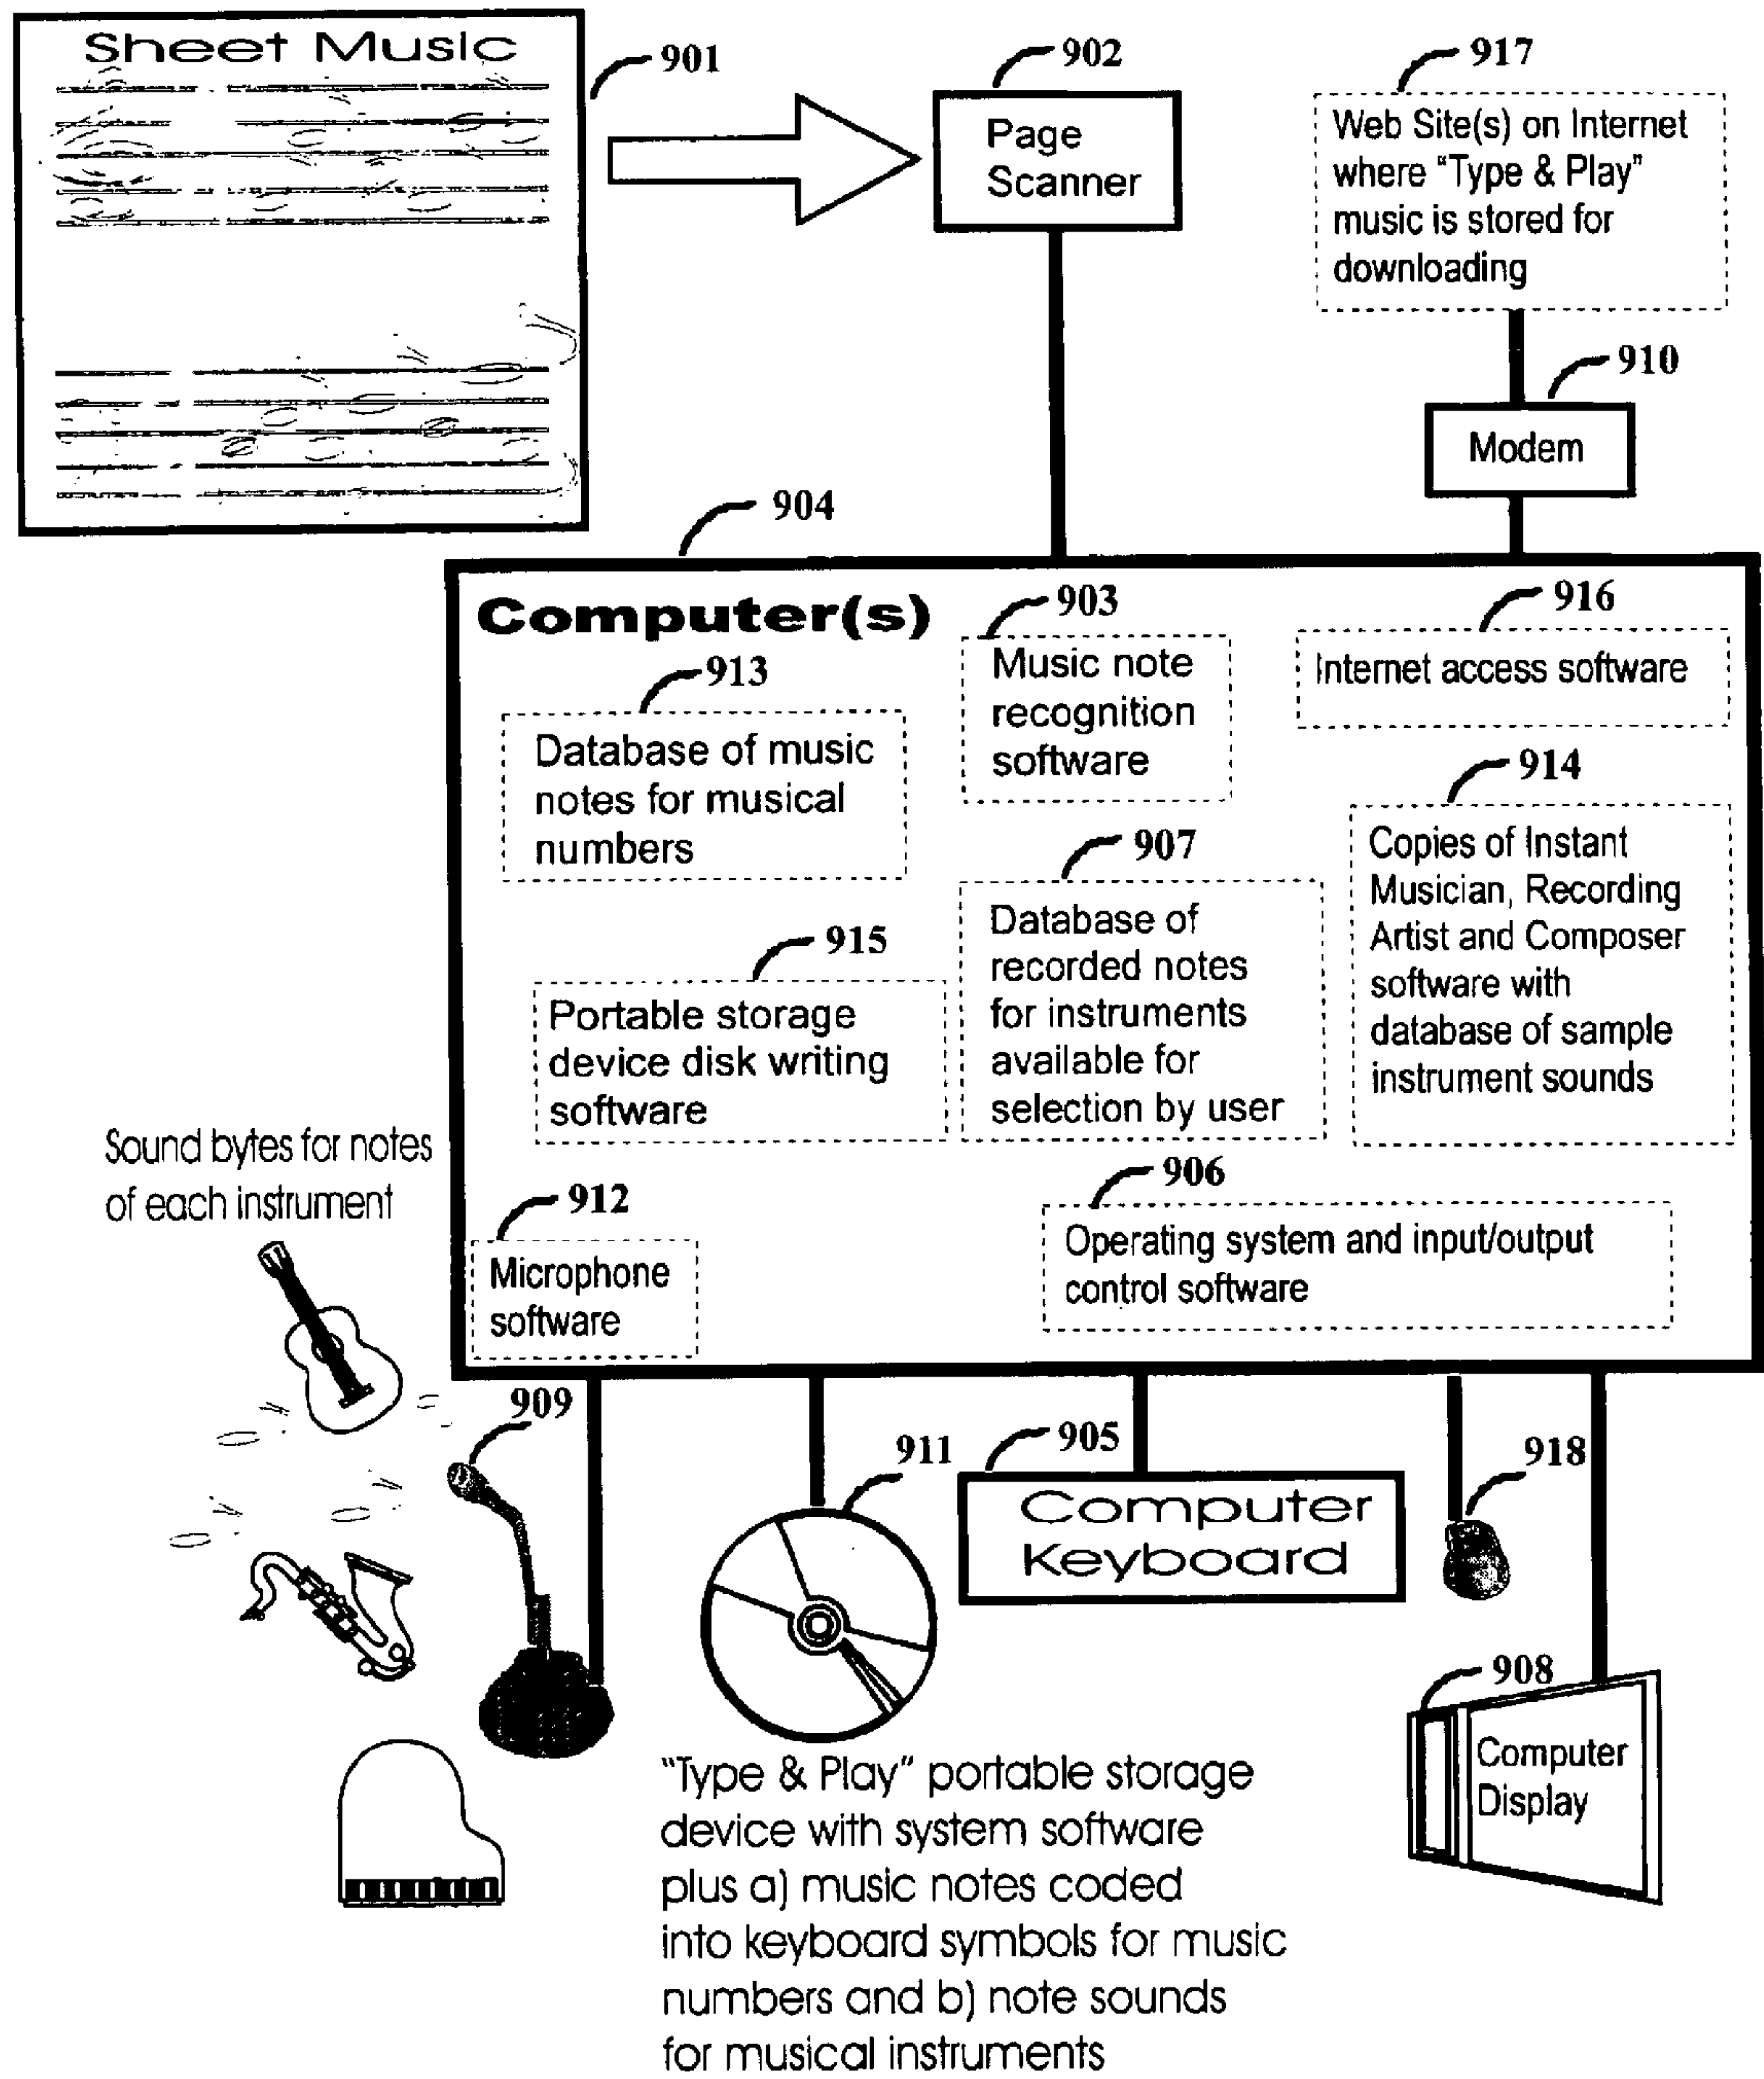 Sheet Music
901
902
Page
Scanner
917
Web Site(s) on Internet
where "Type & Play"
music is stored for
downloading
910
Modem
904
Computer(s)
903
Music note
recognition
software
916
Internet access software
913
Database of music
notes for musical
numbers
914
Copies of Instant
Musician, Recording
Artist and Composer
software with
database of sample
instrument sounds
907
Database of
recorded notes
for instruments
available for
selection by user
915
Portable storage
device disk writing
software
906
Operating system and input/output
control software
912
Microphone
software
Sound bytes for notes
of each instrument
909
911
905
Computer
Keyboard
918
908
Computer
Display
"Type & Play" portable storage
device with system software
plus a) music notes coded
into keyboard symbols for music
numbers and b) note sounds
for musical instruments